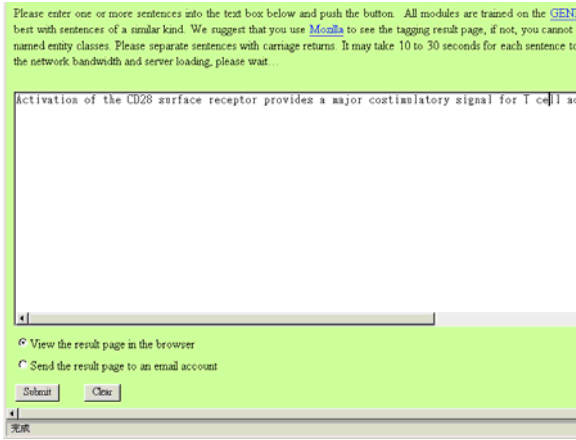 Please enter one or more sentences into the text box below and push the button. All modules are trained on the GEN
best with sentences of a similar kind. We suggest that you use Mozilla to see the tagging result page, if not, you cannot
named entity classes. Please separate sentences with carriage returns. It may take 10 to 30 seconds for each sentence to
the network bandwidth and server loading, please wait...
Activation of the CD28 surface receptor provides a major costimulatory signal for T cell ac
View the result page in the browser
Send the result page to an email account
Submit Clear
完成